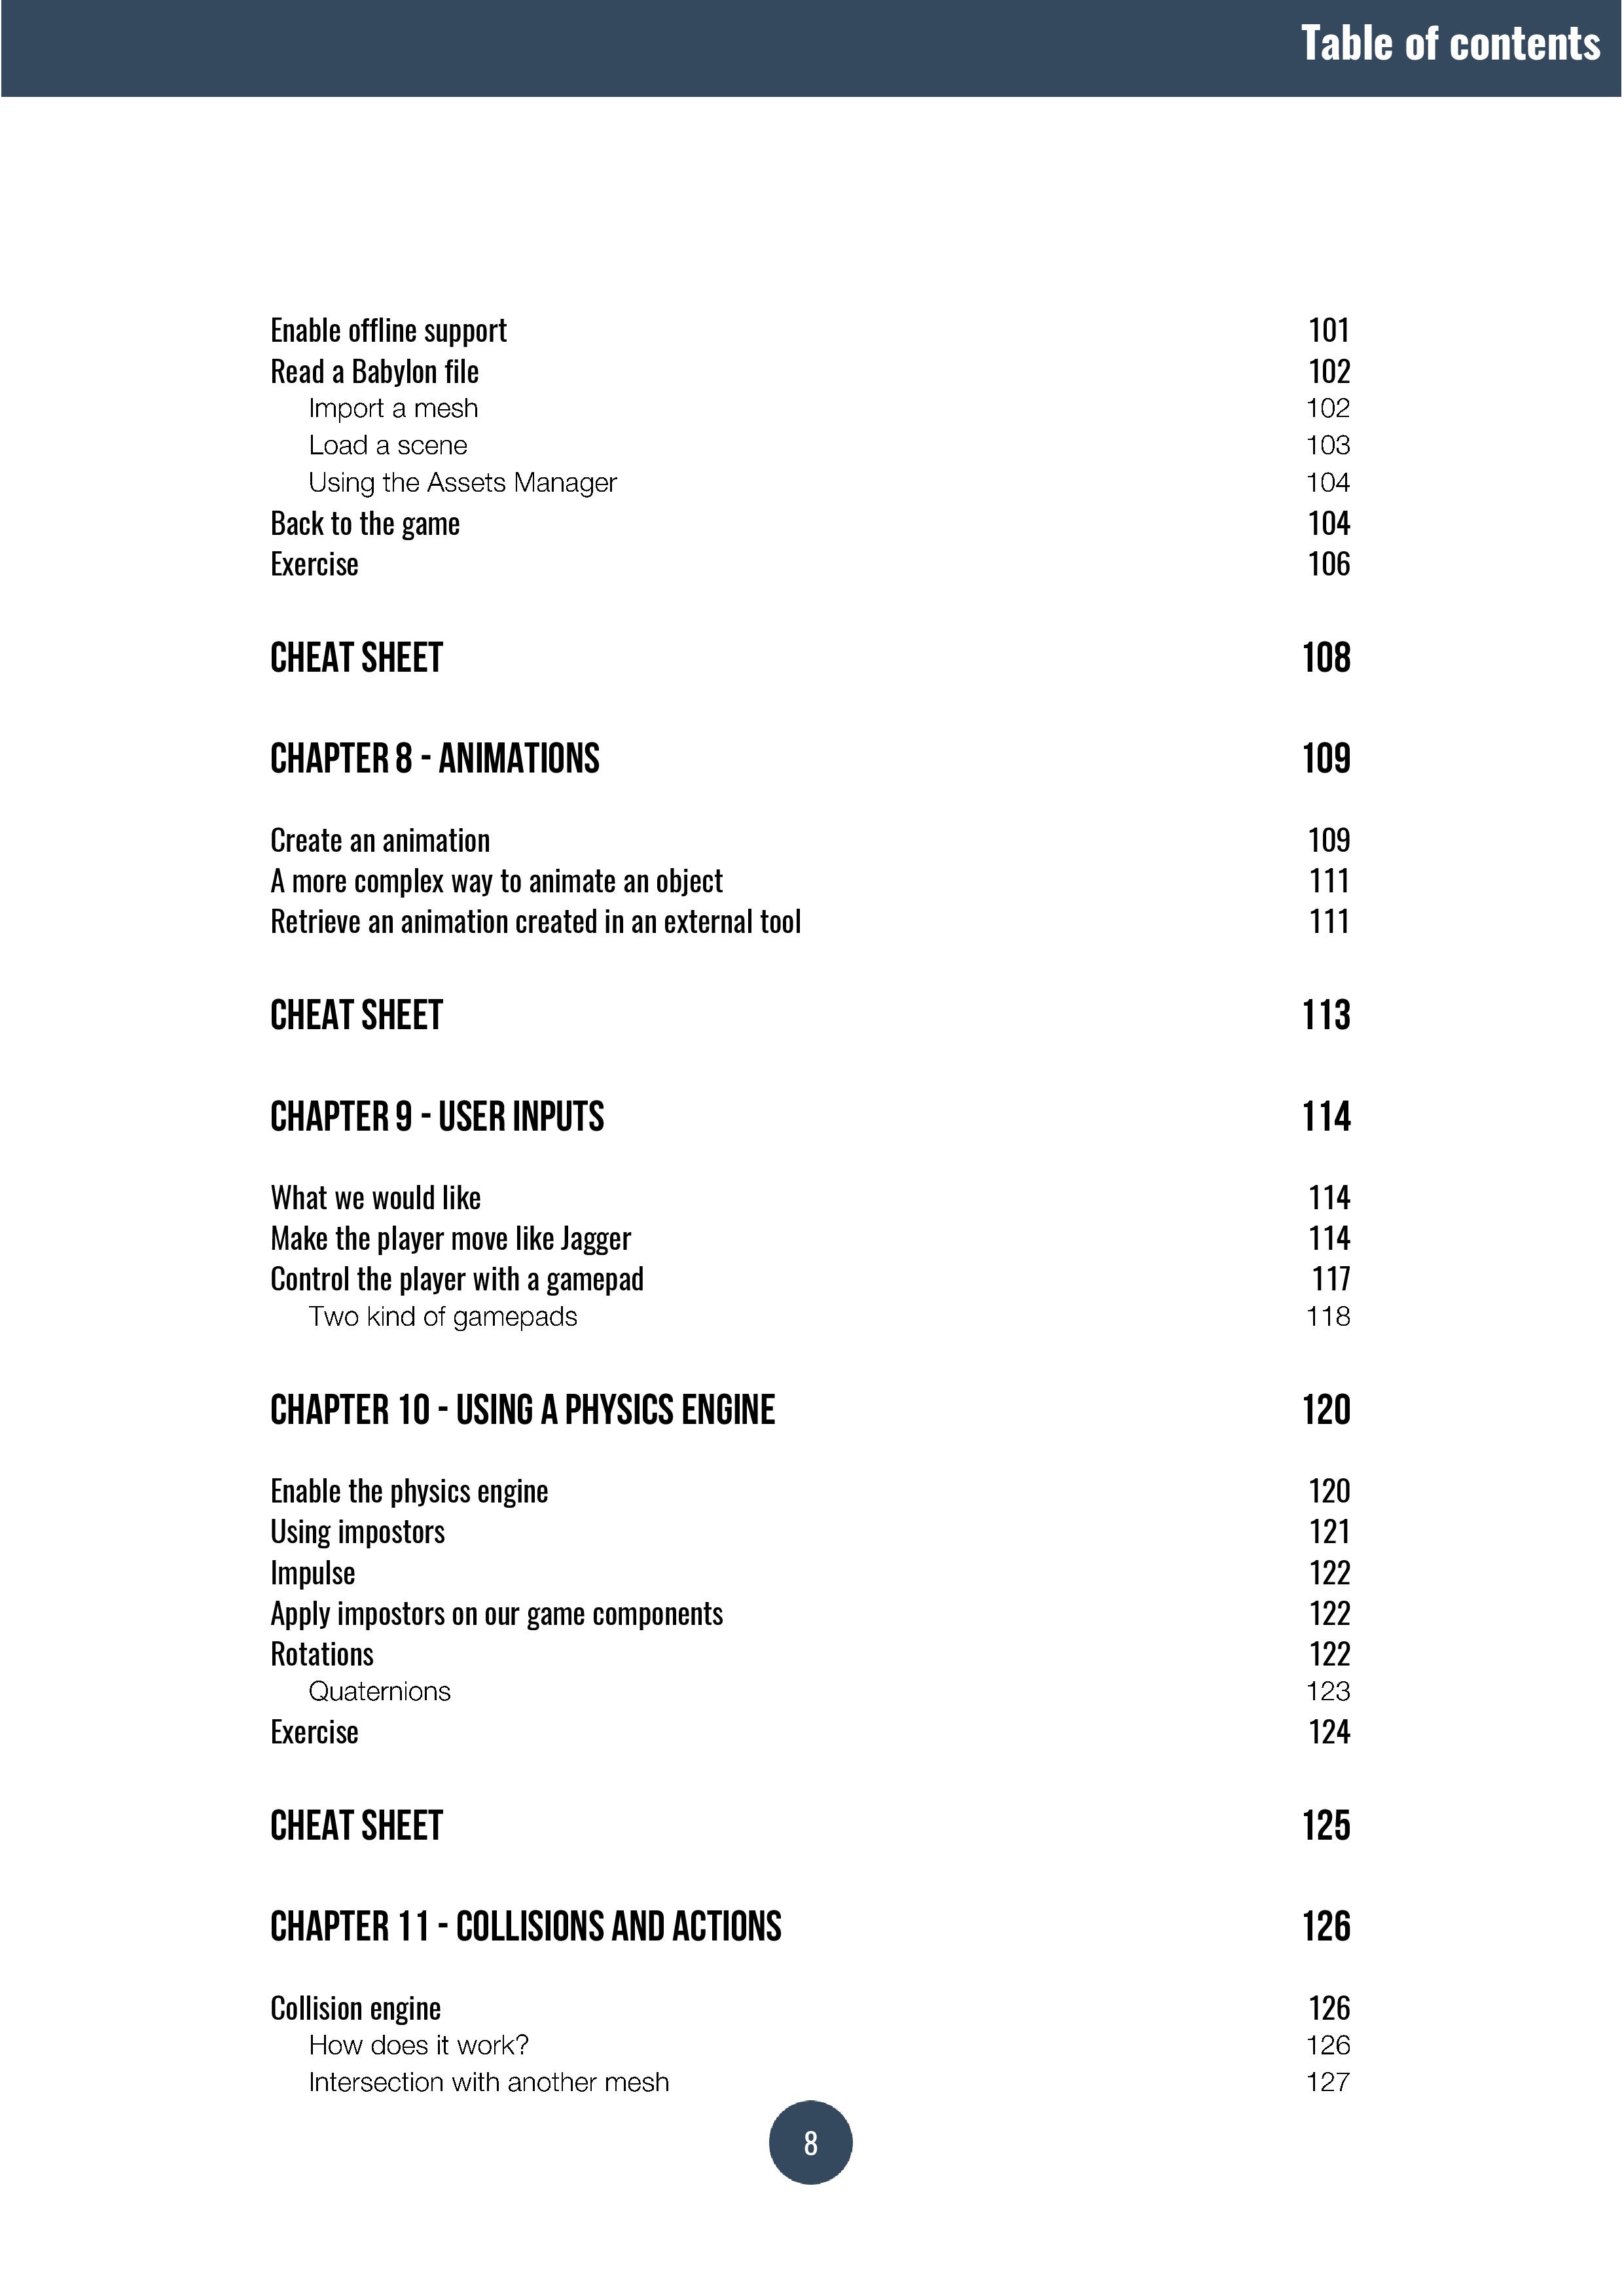 Table of contents
Enable offline support 101
Read a Babylon file 102
Import a mesh 102
Load a scene 103
Using the Assets Manager 104
Back to the game 104
Exercise 106
CHEAT SHEET 108
CHAPTER 8 - ANIMATIONS 109
Create an animation 109
A more complex way to animate an object 111
Retrieve an animation created in an external tool 111
CHEAT SHEET 113
CHAPTER 9 - USER INPUTS 114
What we would like 114
Make the player move like Jagger 114
Control the player with a gamepad 117
Two kind of gamepads 118
CHAPTER 10 - USING A PHYSICS ENGINE 120
Enable the physics engine 120
Using impostors 121
Impulse 122
Apply impostors on our game components 122
Rotations 122
Quaternions 123
Exercise 124
CHEAT SHEET 125
CHAPTER 11 - COLLISIONS AND ACTIONS 126
Collision engine 126
How does it work? 126
Intersection with another mesh 127
8